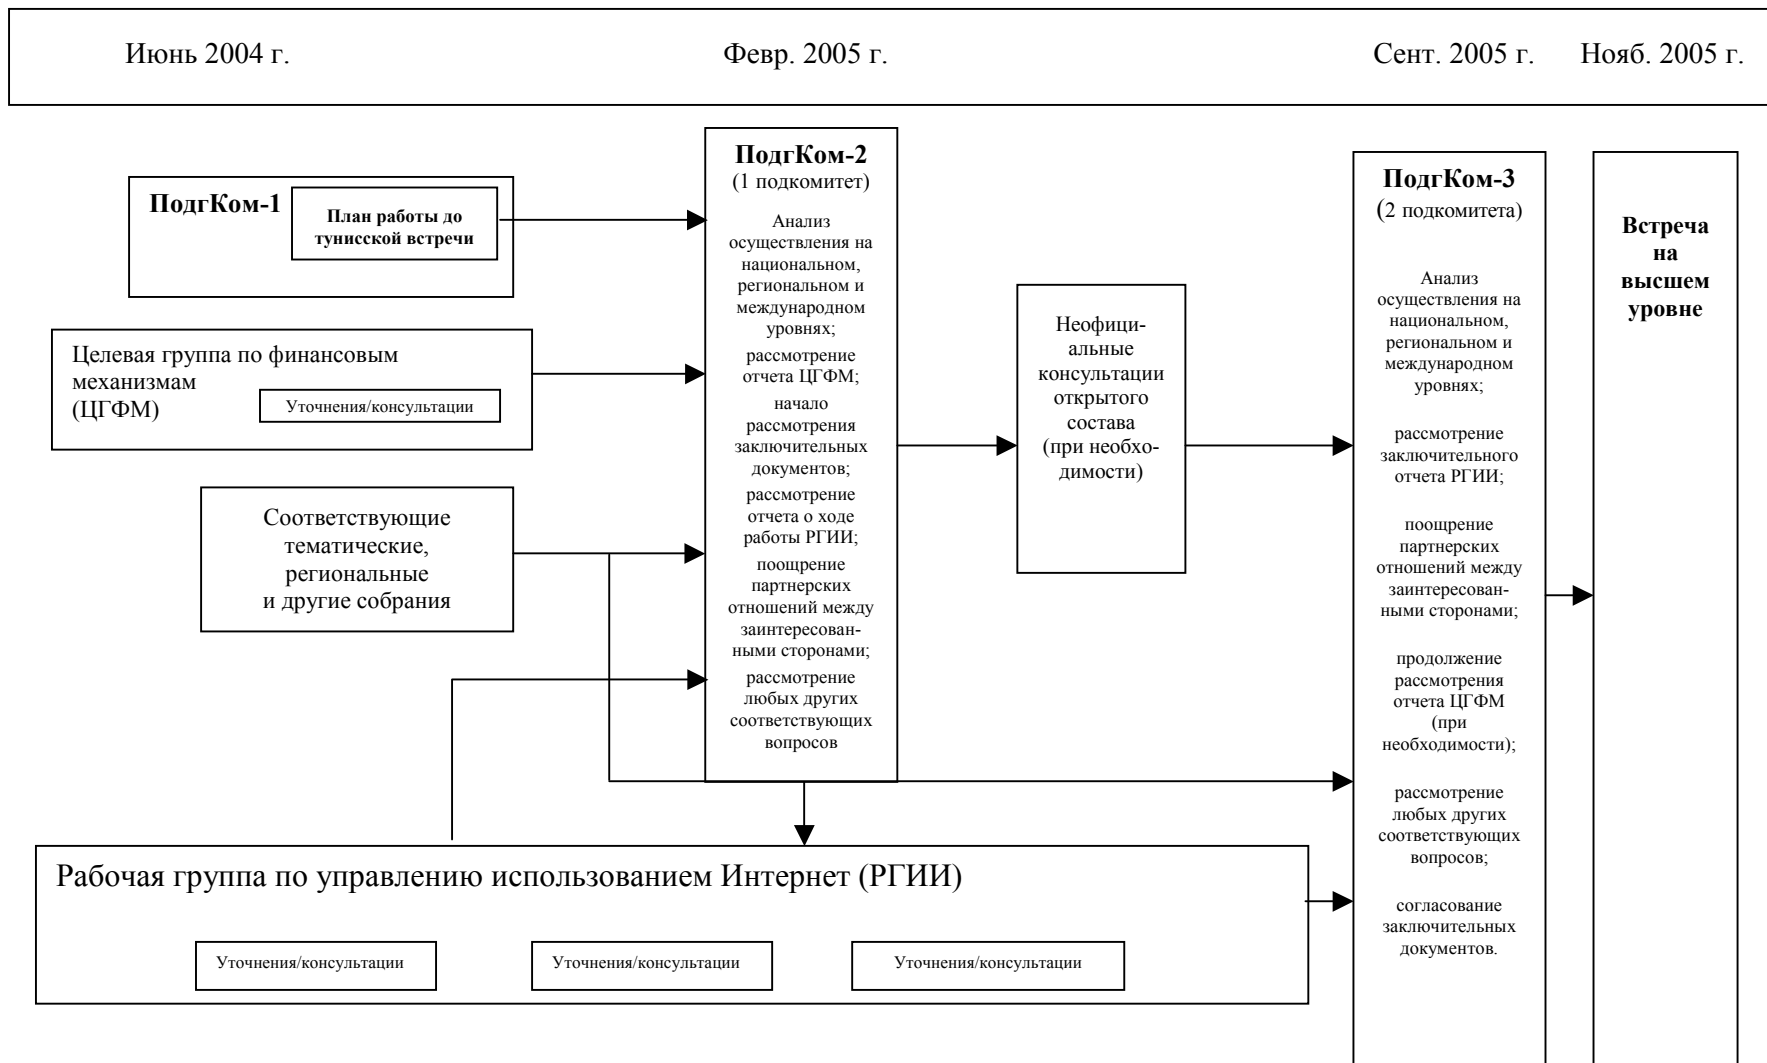 Июнь 2004 г.
Февр. 2005 г.
Сент. 2005 г.
Нояб. 2005 г.
ПодгКом-1
План работы до
тунисской встречи
Целевая группа по финансовым
механизмам
(ЦГФМ)
Уточнения/консультации
Соответствующие
тематические,
региональные
и другие собрания
ПодгКом-2
(1 подкомитет)
Анализ
осуществления на
национальном,
региональном и
международном
уровнях;
рассмотрение
отчета ЦГФМ;
начало
рассмотрения
заключительных
документов;
рассмотрение
отчета о ходе
работы РГИИ;
поощрение
партнерских
отношений между
заинтересован-
ными сторонами;
рассмотрение
любых других
соответствующих
вопросов
Неофици-
альные
консультации
открытого
состава
(при необхо-
димости)
ПодгКом-3
(2 подкомитета)
Анализ
осуществления на
национальном,
региональном и
международном
уровнях;
рассмотрение
заключительного
отчета РГИИ;
поощрение
партнерских
отношений между
заинтересован-
ными сторонами;
продолжение
рассмотрения
отчета ЦГФМ
(при
необходимости);
рассмотрение
любых других
соответствующих
вопросов;
согласование
заключительных
документов.
Встреча
на
высшем
уровне
Рабочая группа по управлению использованием Интернет (РГИИ)
Уточнения/консультации
Уточнения/консультации
Уточнения/консультации